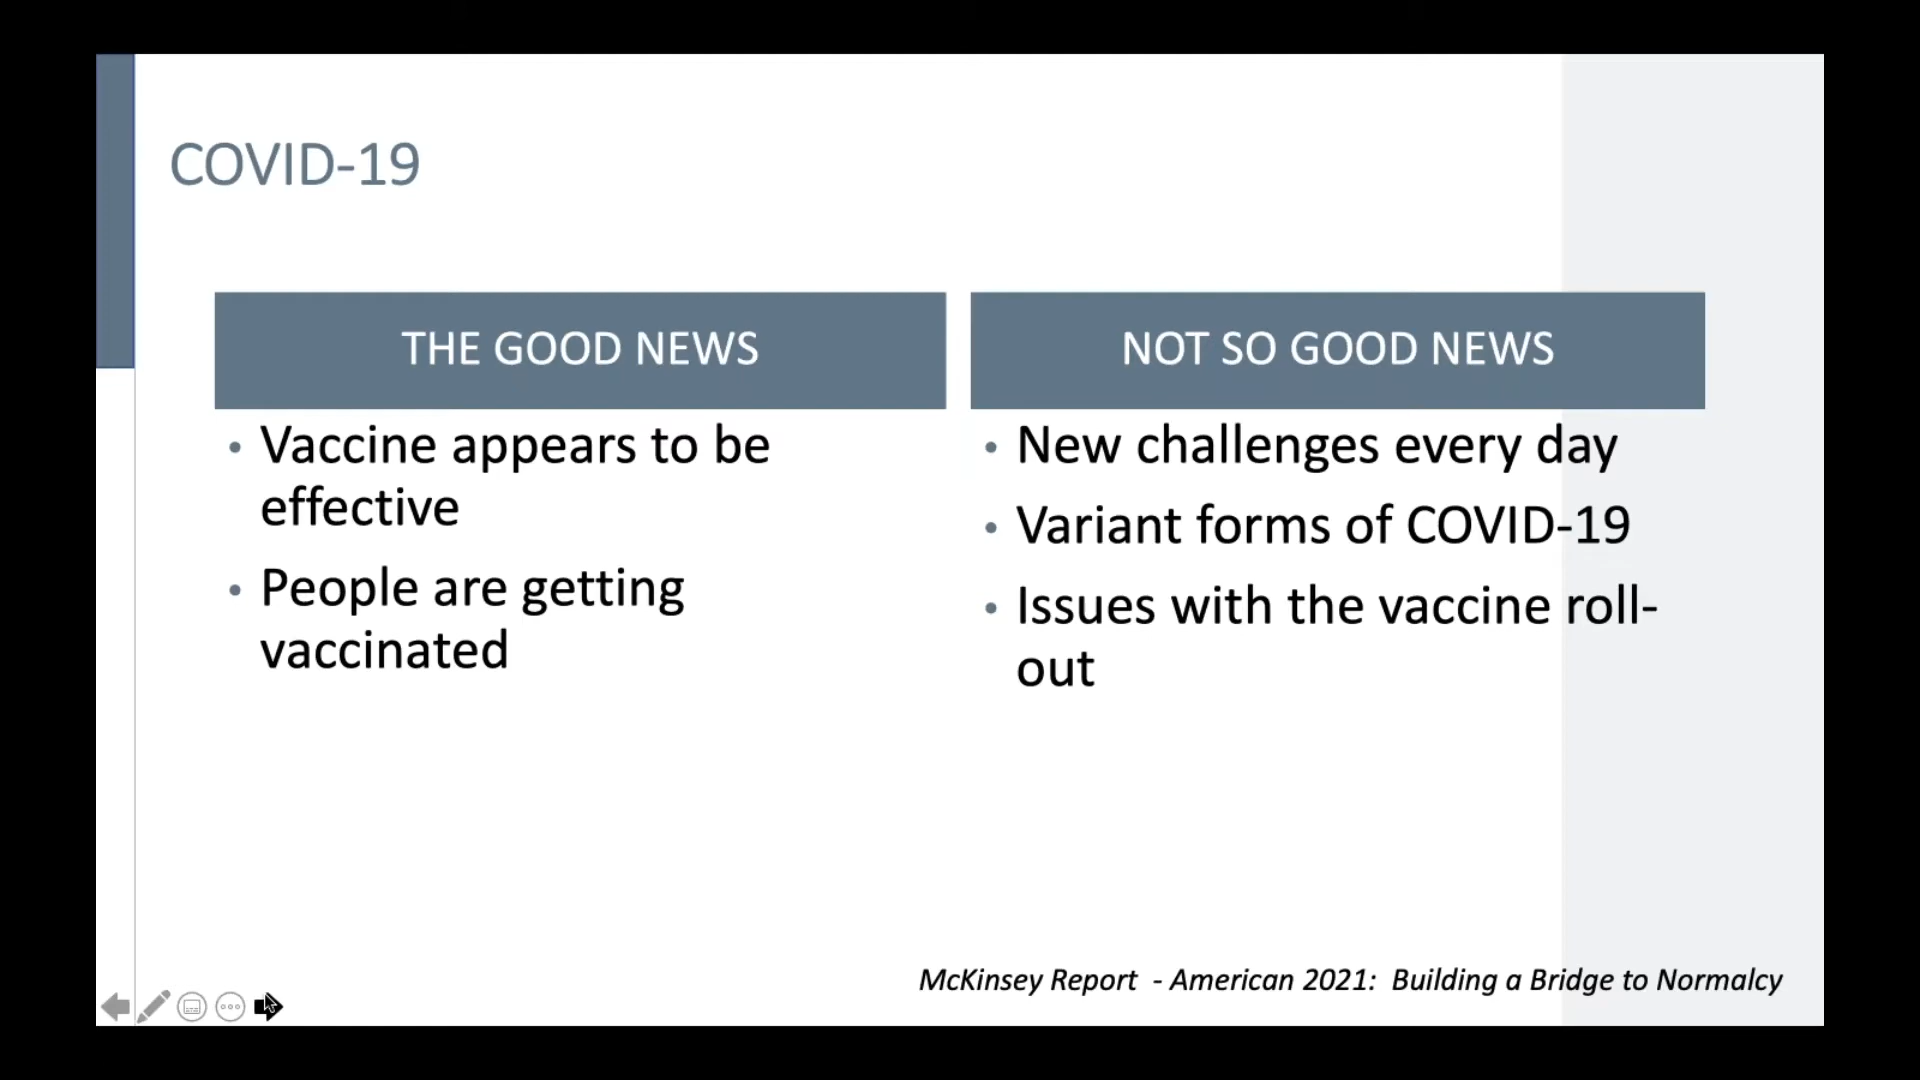 COVID-19
THE GOOD NEWS
Vaccine appears to be
effective
People are getting
vaccinated
NOT SO GOOD NEWS
New challenges every day
Variant forms of COVID-19
Issues with the vaccine roll-
out
McKinsey Report - American 2021: Building a Bridge to Normalcy